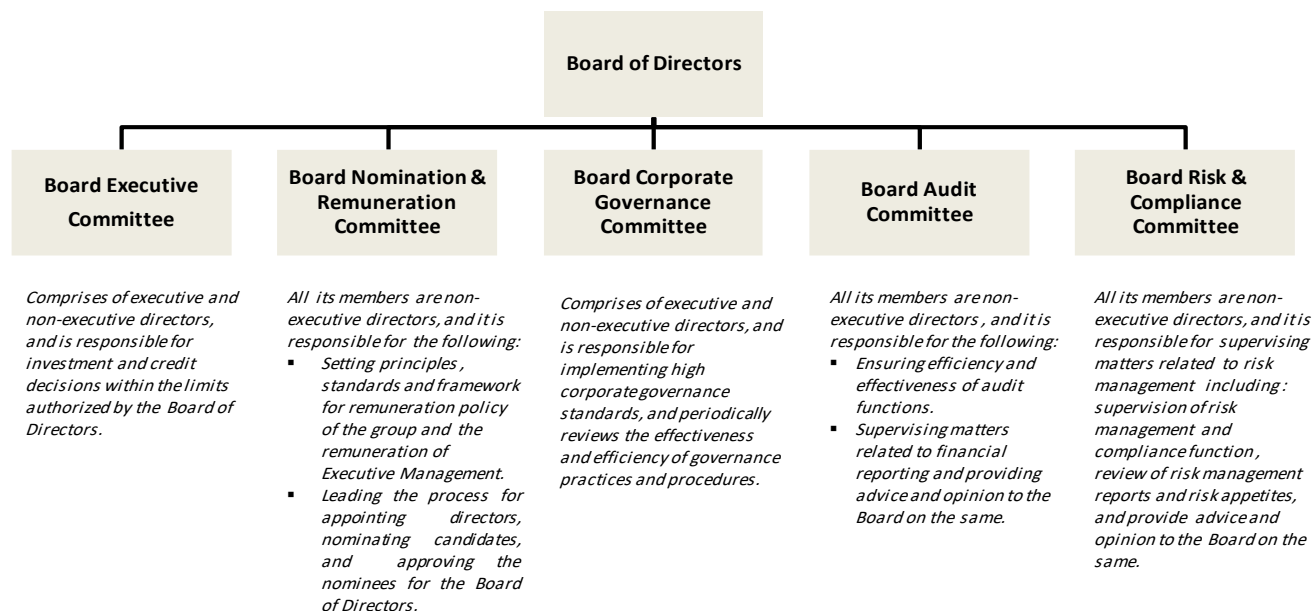 Board of Directors
Board Executive
Committee
Board Nomination &
Remuneration
Committee
Board Corporate
Governance
Committee
Board Audit
Committee
Board Risk &
Compliance
Committee
Comprises of executive and
non-executive directors,
and is responsible for
investment and credit
decisions within the limits
authorized by the Board of
Directors.
All its members are non-
executive directors, and it is
responsible for the following:
▪ Setting principles,
standards and framework
for remuneration policy
of the group and the
remuneration of
Executive Management.
▪ Leading the process for
appointing directors,
nominating candidates,
and approving the
nominees for the Board
of Directors.
Comprises of executive and
non-executive directors, and
is responsible for
implementing high
corporate governance
standards, and periodically
reviews the effectiveness
and efficiency of governance
practices and procedures.
All its members are non-
executive directors, and it is
responsible for the following:
▪ Ensuring efficiency and
effectiveness of audit
functions.
▪ Supervising matters
related to financial
reporting and providing
advice and opinion to the
Board on the same.
All its members are non-
executive directors, and it is
responsible for supervising
matters related to risk
management including:
supervision of risk
management and
compliance function,
review of risk management
reports and risk appetites,
and provide advice and
opinion to the Board on the
same.